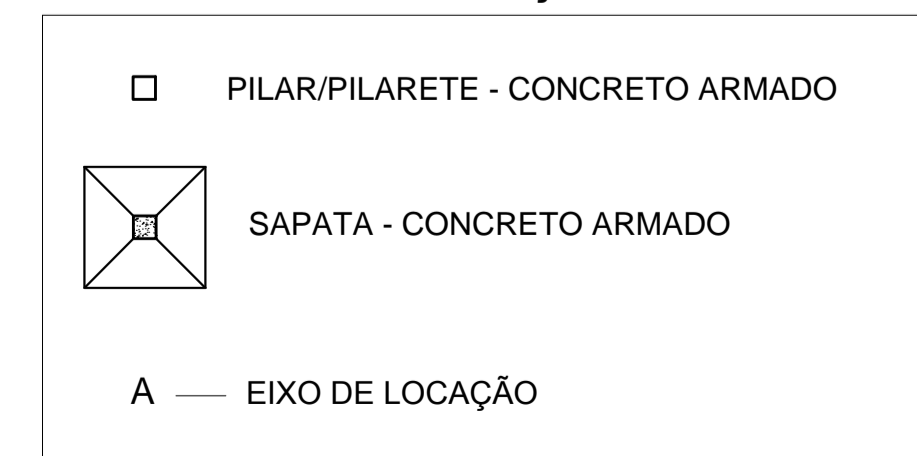 PILAR/PILARETE - CONCRETO ARMADO
SAPATA - CONCRETO ARMADO
A — EIXO DE LOCAÇÃO